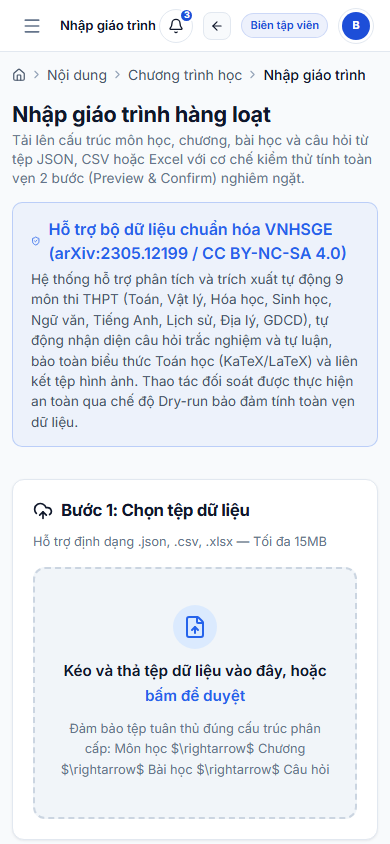 Nhập giáo trình
3
Biên tập viên
B
Nội dung
Chương trình học
Nhập giáo trình
Nhập giáo trình hàng loạt
Tải lên cấu trúc môn học, chương, bài học và câu hỏi từ
tệp JSON, CSV hoặc Excel với cơ chế kiểm thử tính toàn
vẹn 2 bước (Preview & Confirm) nghiêm ngặt.
Hỗ trợ bộ dữ liệu chuẩn hóa VNHSGE
(arXiv:2305.12199 / CC BY-NC-SA 4.0)
Hệ thống hỗ trợ phân tích và trích xuất tự động 9
môn thi THPT (Toán, Vật lý, Hóa học, Sinh học,
Ngữ văn, Tiếng Anh, Lịch sử, Địa lý, GDCD), tự
động nhận diện câu hỏi trắc nghiệm và tự luận,
bảo toàn biểu thức Toán học (KaTeX/LaTeX) và liên
kết tệp hình ảnh. Thao tác đối soát được thực hiện
an toàn qua chế độ Dry-run bảo đảm tính toàn vẹn
dữ liệu.
Bước 1: Chọn tệp dữ liệu
Hỗ trợ định dạng .json, .csv, .xlsx — Tối đa 15MB
Kéo và thả tệp dữ liệu vào đây, hoặc
bấm để duyệt
Đảm bảo tệp tuân thủ đúng cấu trúc phân
cấp: Môn học $\rightarrow$ Chương
$\rightarrow$ Bài học $\rightarrow$ Câu hỏi